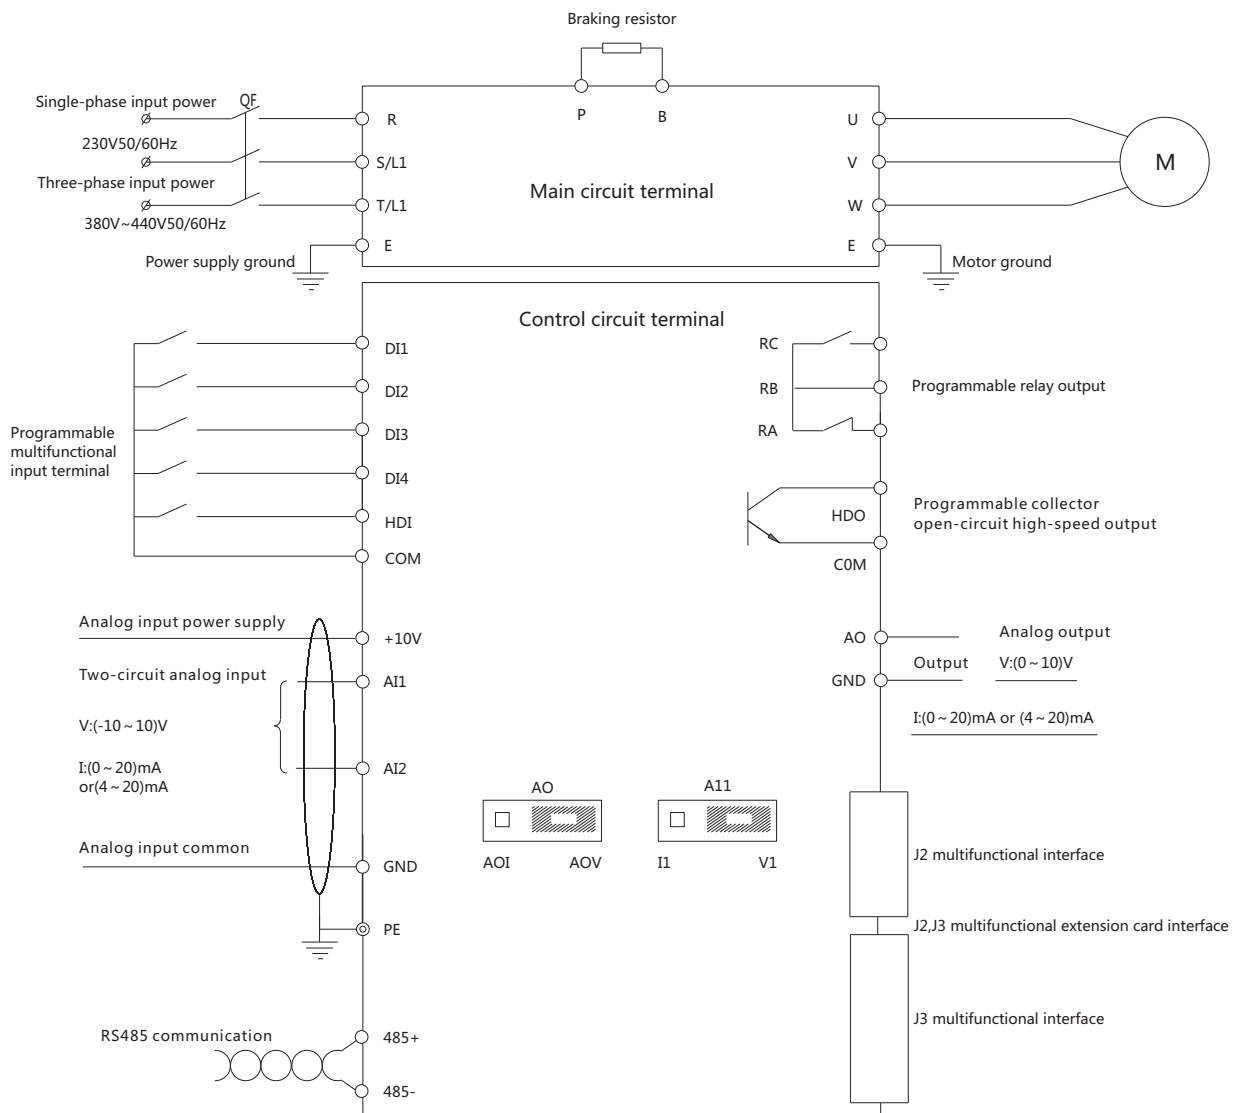 Braking resistor
Single-phase input power
QF
P
B
R
U
230V50/60Hz
S/L1
V
M
Three-phase input power
Main circuit terminal
T/L1
W
380V~440V50/60Hz
E
E
Power supply ground
Motor ground
Control circuit terminal
DI1
RC
DI2
RB
Programmable relay output
Programmable
multifunctional
input terminal
DI3
RA
DI4
HDI
HDO
Programmable collector
open-circuit high-speed output
COM
C0M
Analog input power supply
+10V
AO
Analog output
Two-circuit analog input
AI1
GND
Output
V:(0~10)V
V:(-10~10)V
I:(0~20)mA or (4~20)mA
I:(0~20)mA
or(4~20)mA
AI2
AO
A11
Analog input common
GND
AOI
AOV
I1
V1
J2 multifunctional interface
PE
J2,J3 multifunctional extension card interface
RS485 communication
485+
J3 multifunctional interface
485-